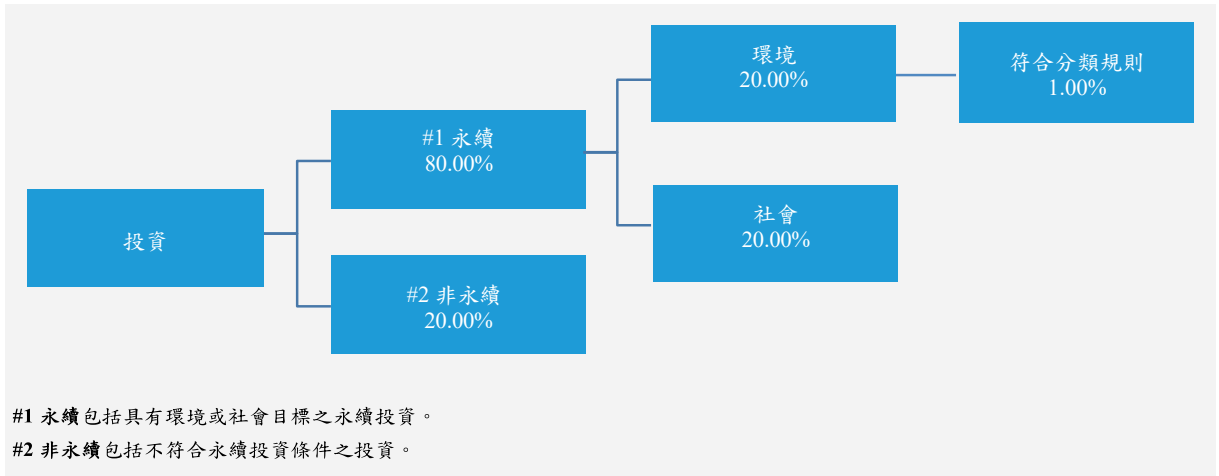 投資
#1 永續
80.00%
#2 非永續
20.00%
環境
20.00%
社會
20.00%
符合分類規則
1.00%
#1 永續包括具有環境或社會目標之永續投資。
#2 非永續包括不符合永續投資條件之投資。